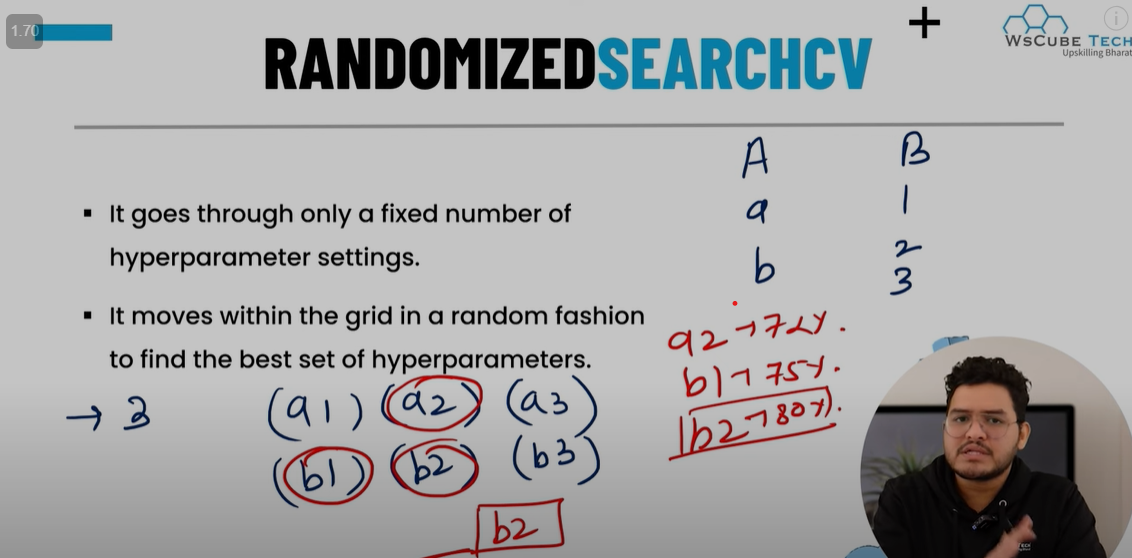 1.70
RANDOMIZEDSEARCHCV
+
WSCUBE TECH
Upskilling Bharat
A B
a 1
b 2
3
▪ It goes through only a fixed number of
hyperparameter settings.
▪ It moves within the grid in a random fashion
to find the best set of hyperparameters.
→ 3
(a1) (a2) (a3)
(b1) (b2) (b3)
b2
a2 →
b1 → 75%.
b2 → 80%.
TECH